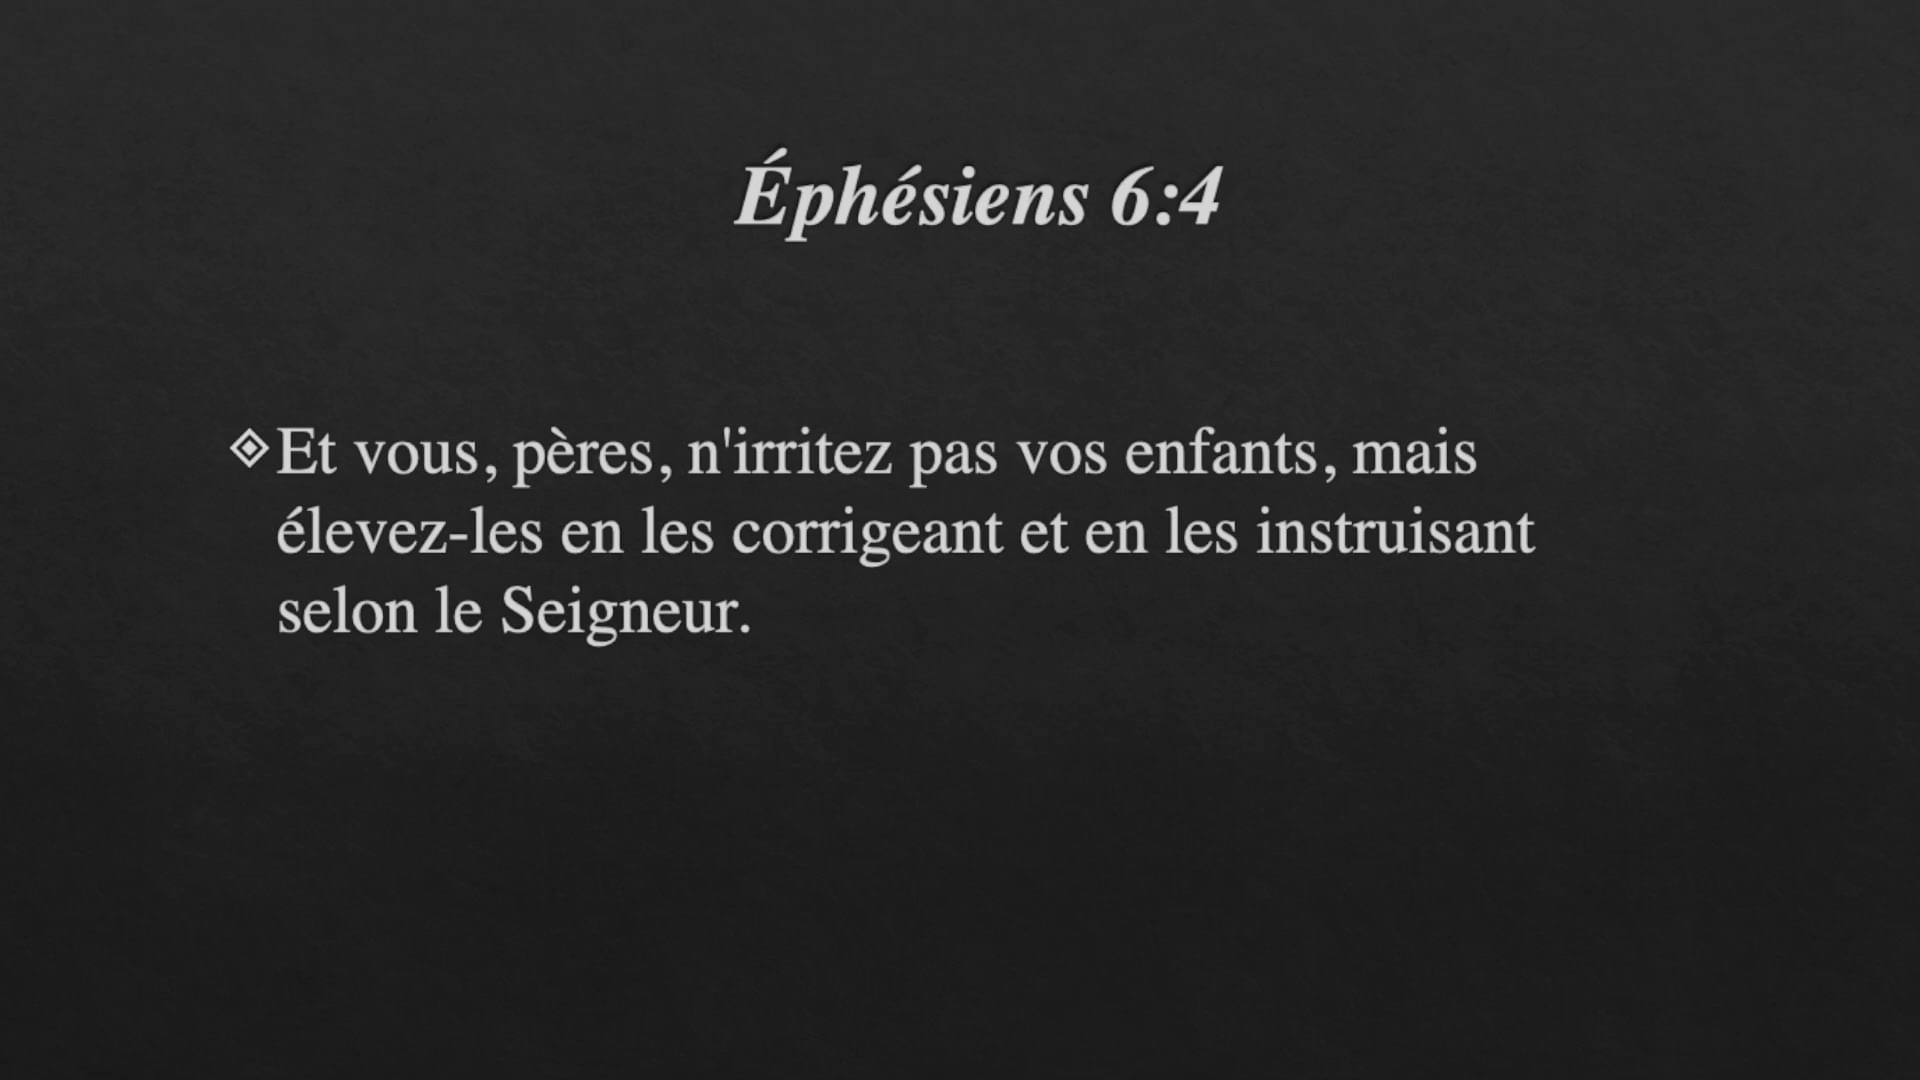 Éphésiens 6:4
Et vous, pères, n'irritez pas vos enfants, mais
élevez-les en les corrigeant et en les instruisant
selon le Seigneur.